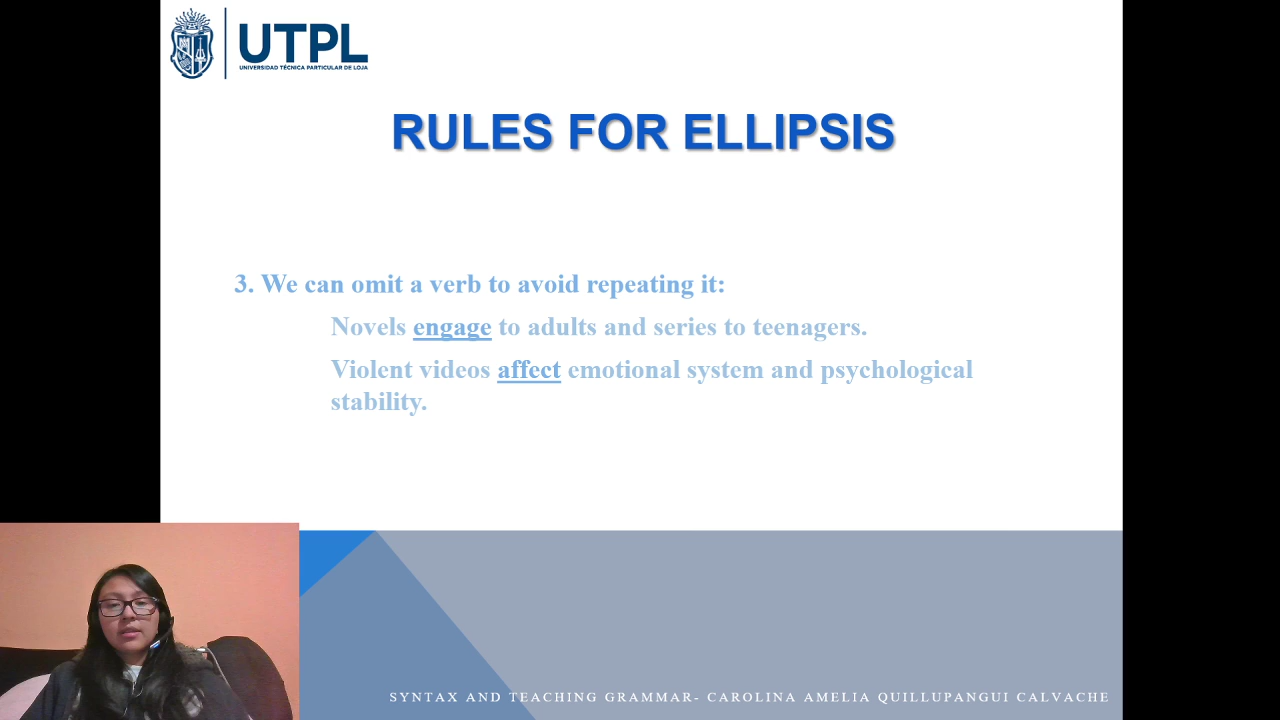 UTPL
UNIVERSIDAD TÉCNICA PARTICULAR DE LOJA
RULES FOR ELLIPSIS
3. We can omit a verb to avoid repeating it:
Novels engage to adults and series to teenagers.
Violent videos affect emotional system and psychological
stability.
SYNTAX AND TEACHING GRAMMAR- CAROLINA AMELIA QUILLUPANGUI CALVACHE